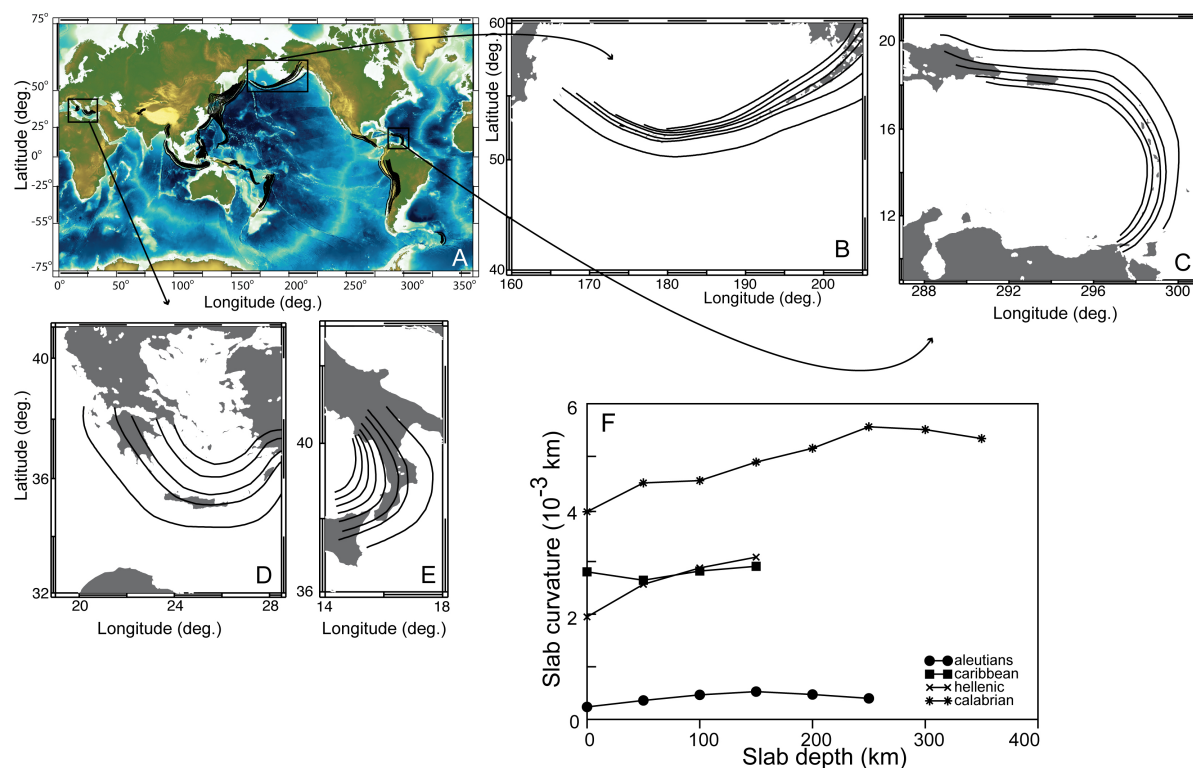 75°
50°
25°
0°
-25°
-55°
-75°
Latitude (deg.)
0°
50°
100°
150°
200°
250°
300°
350°
Longitude (deg.)
A
60
50
40
Latitude (deg.)
160
170
180
190
200
Longitude (deg.)
B
20
16
12
Latitude (deg.)
288
292
296
300
Longitude (deg.)
C
40
36
32
Latitude (deg.)
20
24
28
Longitude (deg.)
D
40
36
14
18
Longitude (deg.)
E
F
6
4
2
0
Slab curvature (10⁻³ km)
0
100
200
300
400
Slab depth (km)
aleutians
caribbean
hellenic
calabrian